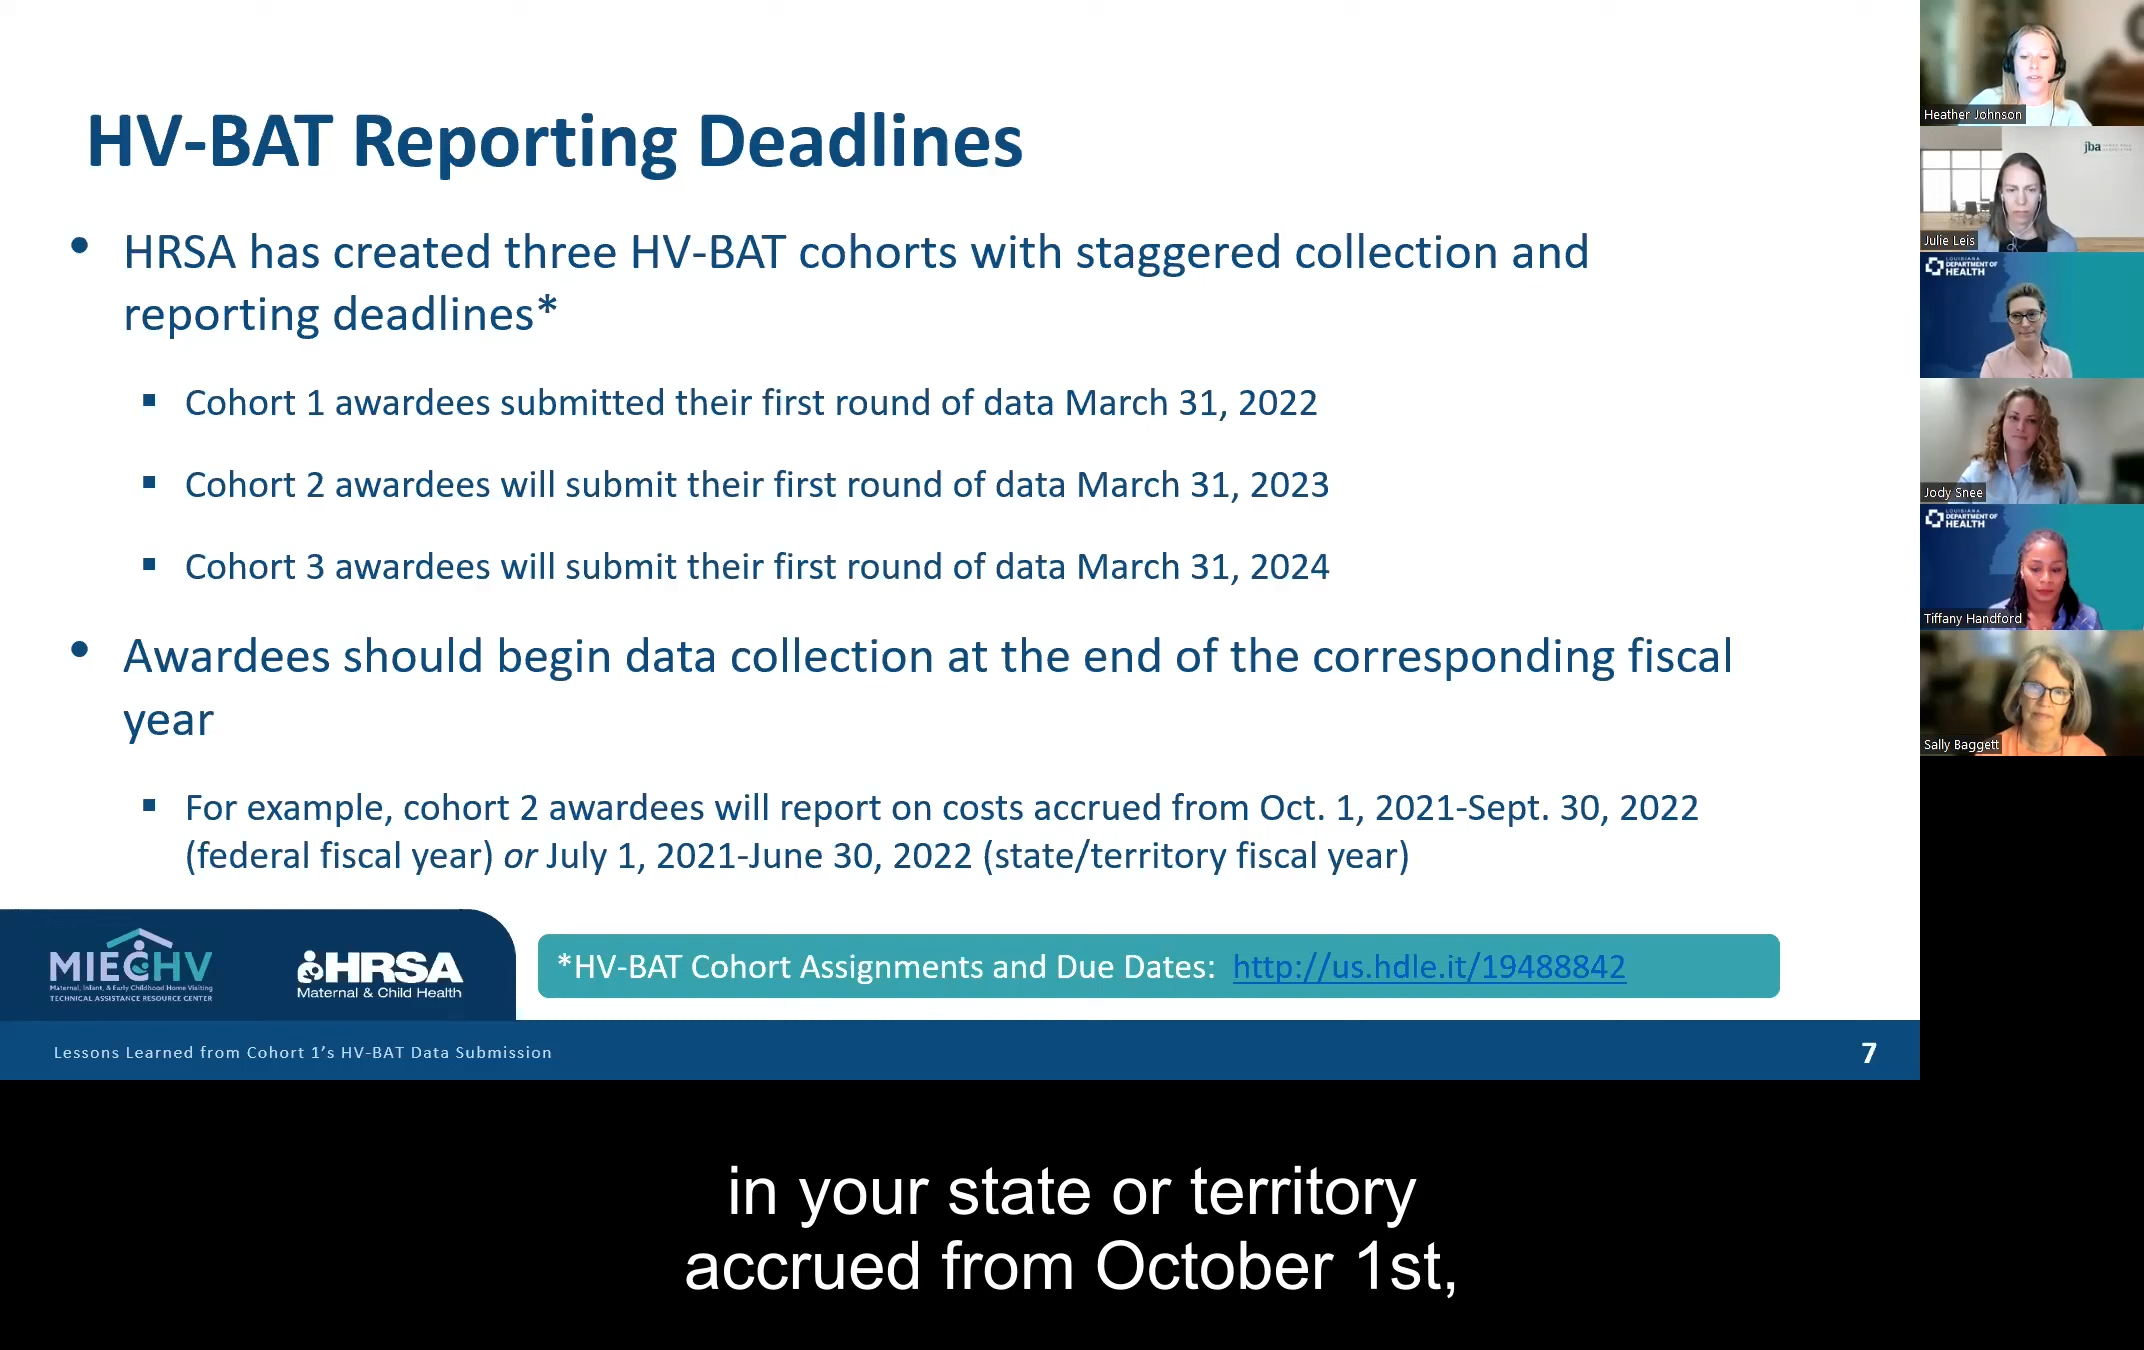 HV-BAT Reporting Deadlines
• HRSA has created three HV-BAT cohorts with staggered collection and
reporting deadlines*
▪ Cohort 1 awardees submitted their first round of data March 31, 2022
▪ Cohort 2 awardees will submit their first round of data March 31, 2023
▪ Cohort 3 awardees will submit their first round of data March 31, 2024
• Awardees should begin data collection at the end of the corresponding fiscal
year
▪ For example, cohort 2 awardees will report on costs accrued from Oct. 1, 2021-Sept. 30, 2022
(federal fiscal year) or July 1, 2021-June 30, 2022 (state/territory fiscal year)
MIECHV
Maternal, Infant, & Early Childhood Home Visiting
TECHNICAL ASSISTANCE RESOURCE CENTER
HRSA
Maternal & Child Health
*HV-BAT Cohort Assignments and Due Dates: http://us.hdle.it/19488842
Lessons Learned from Cohort 1's HV-BAT Data Submission
7
Heather Johnson
jba
Julie Leis
LOUISIANA
DEPARTMENT OF
HEALTH
Jody Snee
LOUISIANA
DEPARTMENT OF
HEALTH
Tiffany Handford
Sally Baggett
in your state or territory
accrued from October 1st,